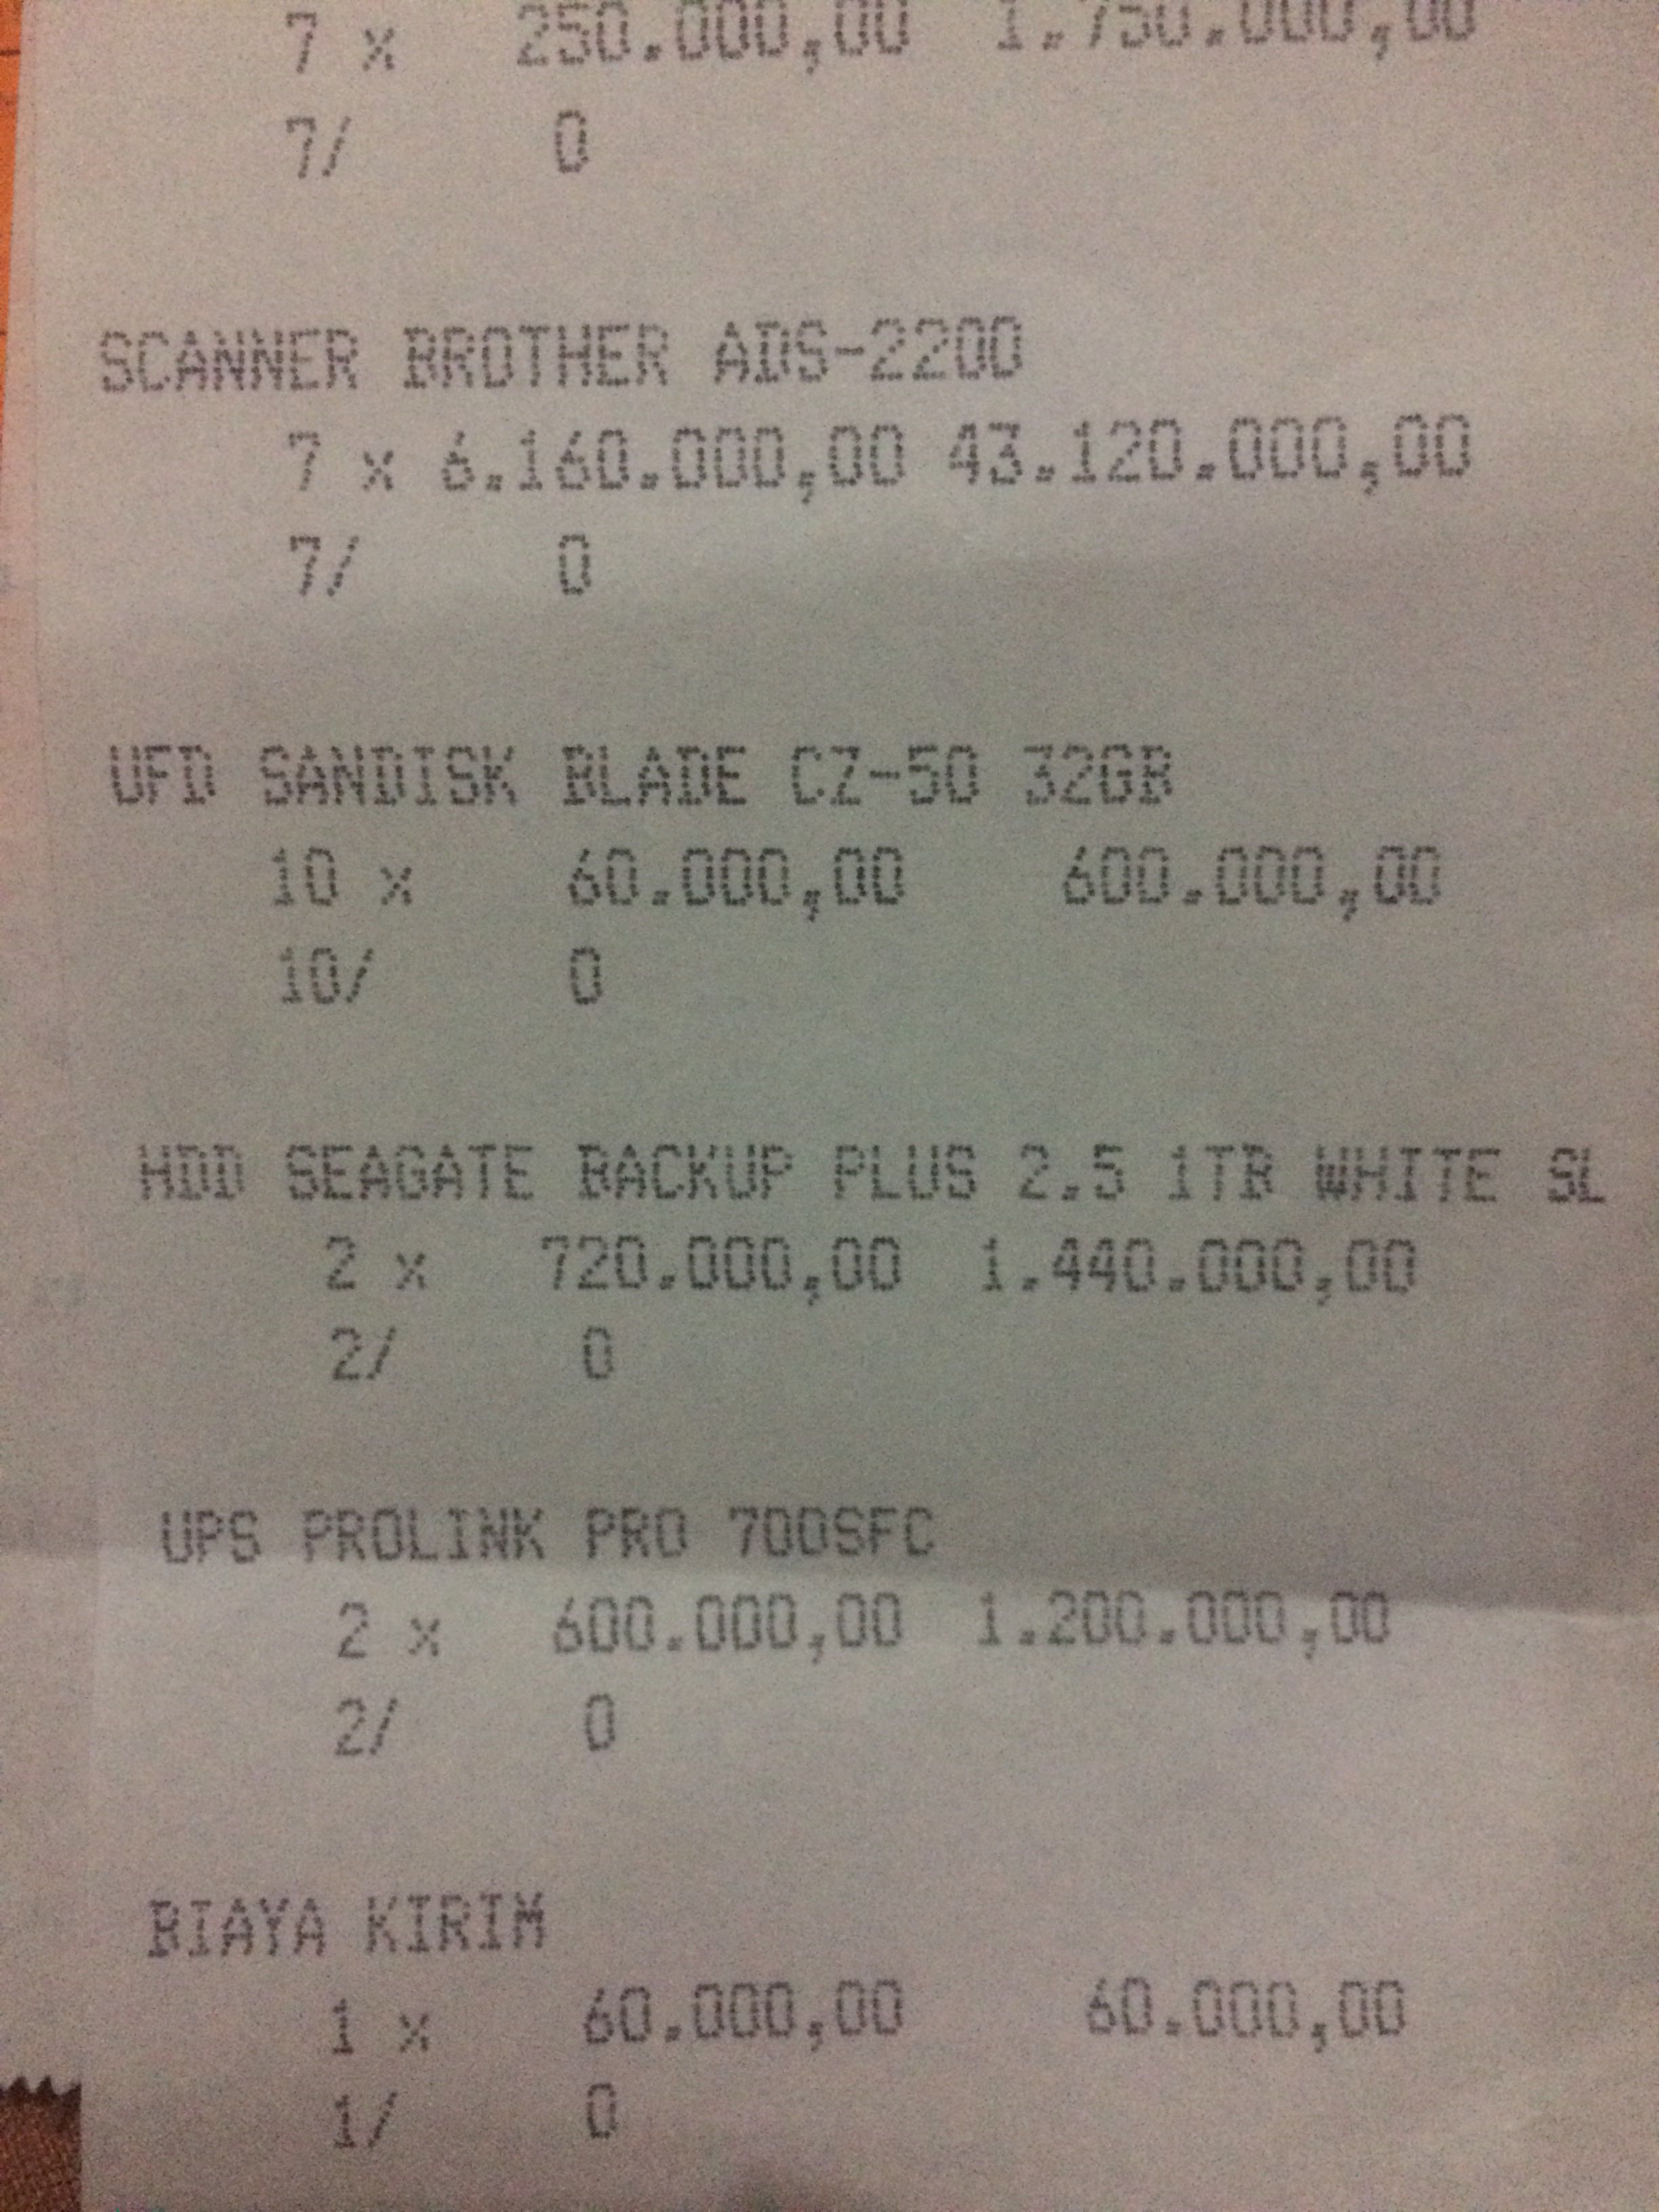 7 x 250.000,00 1.750.000,00
7/ 0
SCANNER BROTHER ADS-2200
7 x 6.160.000,00 43.120.000,00
7/ 0
UFD SANDISK BLADE CZ-50 32GB
10 x 60.000,00 600.000,00
10/ 0
HDD SEAGATE BACKUP PLUS 2.5 1TB WHITE SL
2 x 720.000,00 1.440.000,00
2/ 0
UPS PROLINK PRO 700SFC
2 x 600.000,00 1.200.000,00
2/ 0
BIAYA KIRIM
1 x 60.000,00 60.000,00
1/ 0